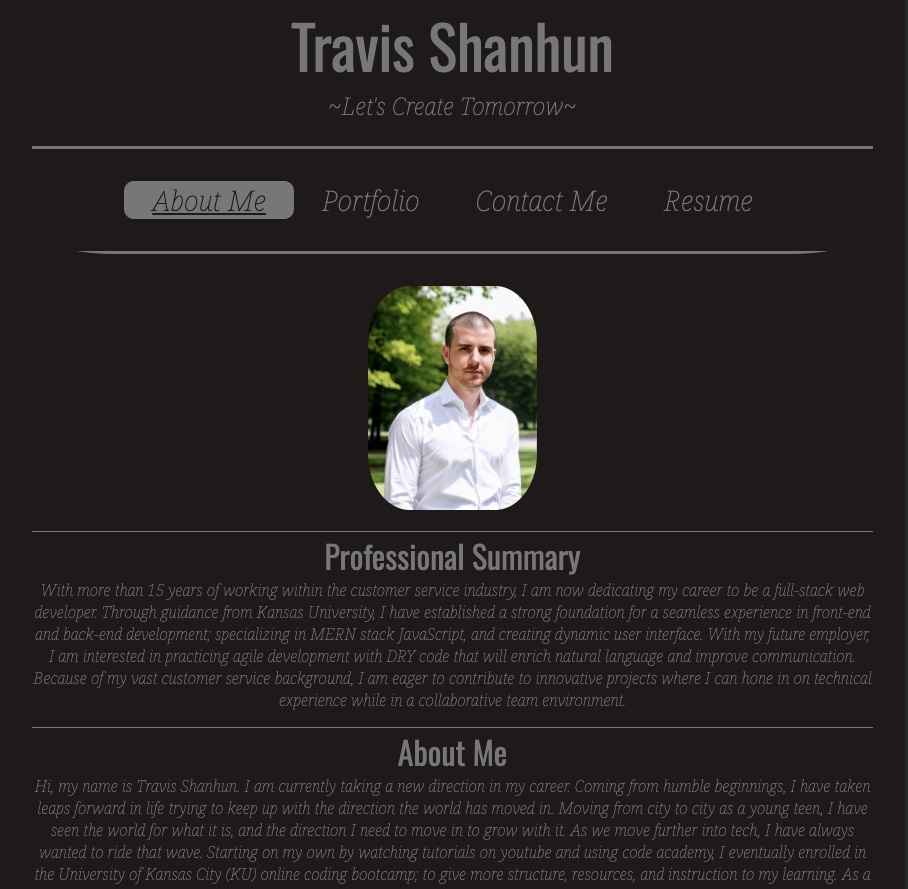 Travis Shanhun
~Let's Create Tomorrow~
About Me
Portfolio
Contact Me
Resume
Professional Summary
With more than 15 years of working within the customer service industry, I am now dedicating my career to be a full-stack web
developer. Through guidance from Kansas University, I have established a strong foundation for a seamless experience in front-end
and back-end development; specializing in MERN stack JavaScript, and creating dynamic user interface. With my future employer,
I am interested in practicing agile development with DRY code that will enrich natural language and improve communication.
Because of my vast customer service background, I am eager to contribute to innovative projects where I can hone in on technical
experience while in a collaborative team environment.
About Me
Hi, my name is Travis Shanhun. I am currently taking a new direction in my career. Coming from humble beginnings, I have taken
leaps forward in life trying to keep up with the direction the world has moved in. Moving from city to city as a young teen, I have
seen the world for what it is, and the direction I need to move in to grow with it. As we move further into tech, I have always
wanted to ride that wave. Starting on my own by watching tutorials on youtube and using code academy, I eventually enrolled in
the University of Kansas City (KU) online coding bootcamp; to give more structure, resources, and instruction to my learning. As a